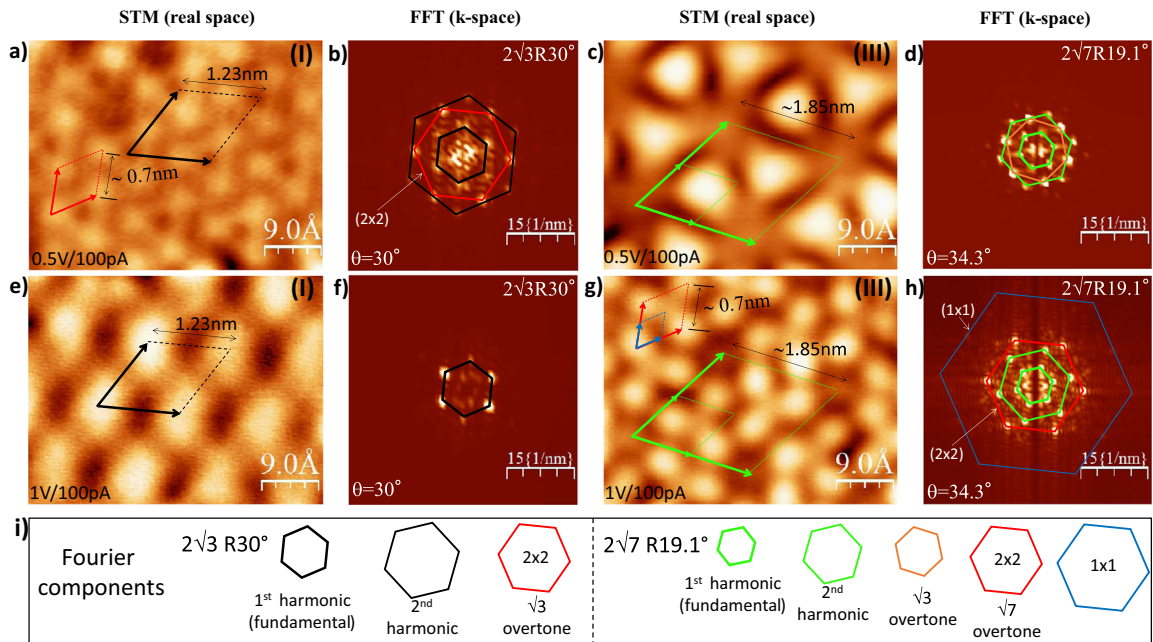 STM (real space)
FFT (k-space)
STM (real space)
FFT (k-space)
a)
(I)
1.23nm
~ 0.7nm
9.0Å
0.5V/100pA
b)
2√3R30°
(2x2)
15{1/nm}
θ=30°
c)
(III)
~1.85nm
9.0Å
0.5V/100pA
d)
2√7R19.1°
15{1/nm}
θ=34.3°
e)
(I)
1.23nm
9.0Å
1V/100pA
f)
2√3R30°
15{1/nm}
θ=30°
g)
(III)
~ 0.7nm
~1.85nm
9.0Å
1V/100pA
h)
2√7R19.1°
(1x1)
(2x2)
15{1/nm}
θ=34.3°
i)
Fourier
components
2√3 R30°
1st harmonic
(fundamental)
2nd
harmonic
2x2
√3
overtone
2√7 R19.1°
1st harmonic
(fundamental)
2nd
harmonic
√3
overtone
2x2
√7
overtone
1x1